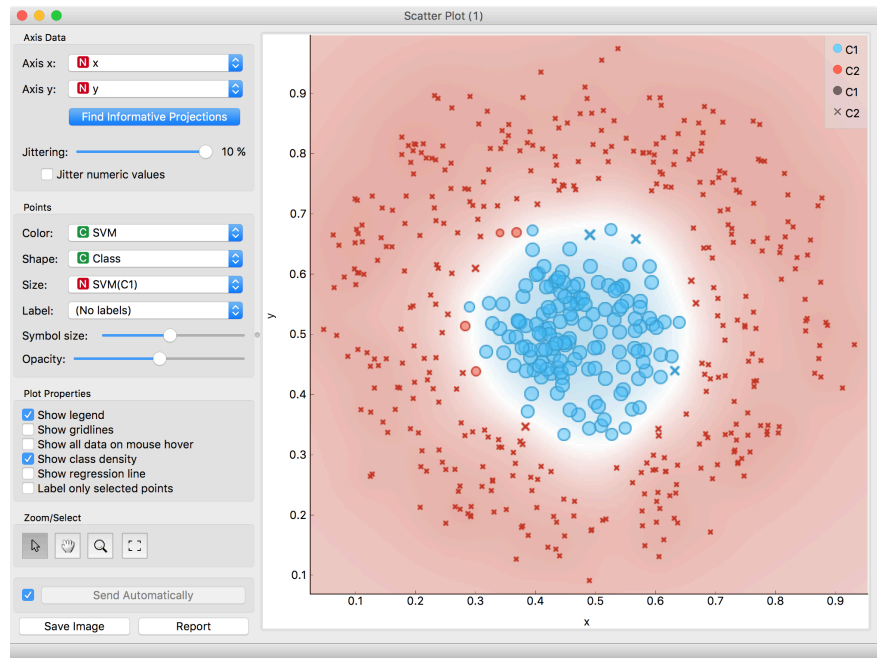 Scatter Plot (1)
Axis Data
Axis x: N x
Axis y: N y
Find Informative Projections
Jittering: 10 %
Jitter numeric values
Points
Color: C SVM
Shape: C Class
Size: N SVM(C1)
Label: (No labels)
Symbol size:
Opacity:
Plot Properties
Show legend
Show gridlines
Show all data on mouse hover
Show class density
Show regression line
Label only selected points
Zoom/Select
Send Automatically
Save Image Report
C1
C2
C1
C2
y
0.9
0.8
0.7
0.6
0.5
0.4
0.3
0.2
0.1
0.1 0.2 0.3 0.4 0.5 0.6 0.7 0.8 0.9
x